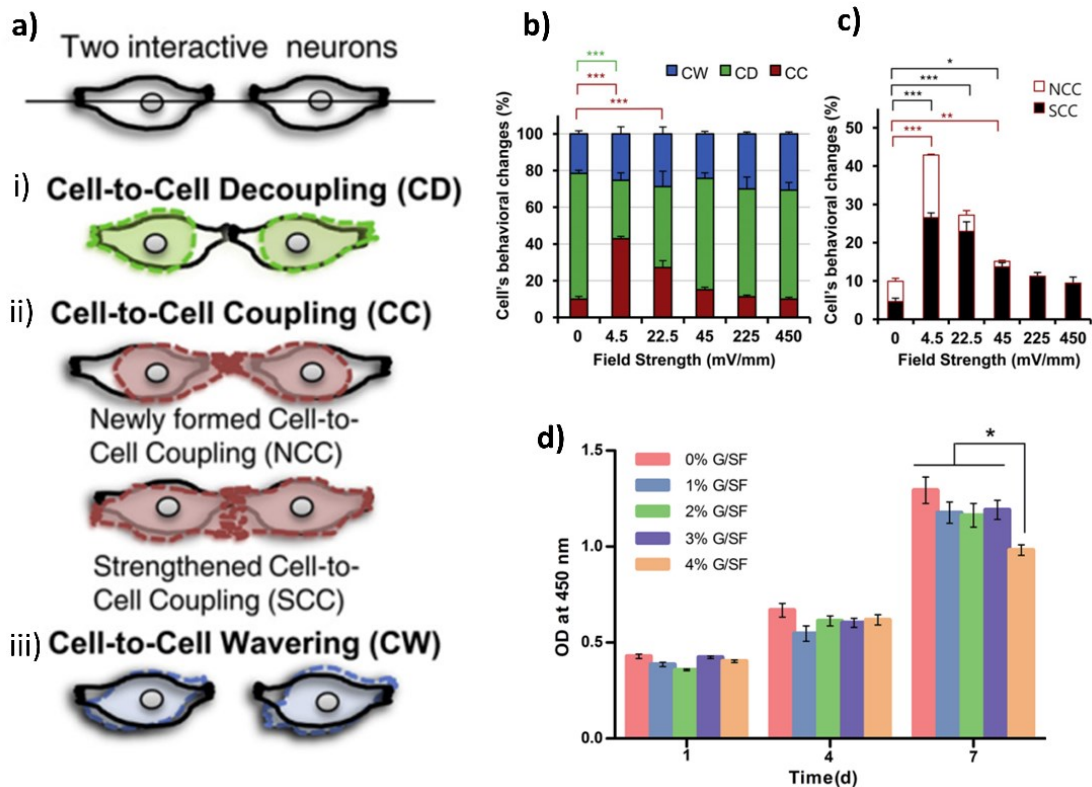 a)
Two interactive neurons
i)
Cell-to-Cell Decoupling (CD)
ii)
Cell-to-Cell Coupling (CC)
Newly formed Cell-to-
Cell Coupling (NCC)
Strengthened Cell-to-
Cell Coupling (SCC)
iii)
Cell-to-Cell Wavering (CW)
b)
***
***
***
CW CD CC
Cell's behavioral changes (%)
100
80
60
40
20
0
0 4.5 22.5 45 225 450
Field Strength (mV/mm)
c)
*
***
***
**
***
NCC
SCC
Cell's behavioral changes (%)
50
40
30
20
10
0
0 4.5 22.5 45 225 450
Field Strength (mV/mm)
d)
*
0% G/SF
1% G/SF
2% G/SF
3% G/SF
4% G/SF
OD at 450 nm
1.5
1.0
0.5
0.0
1 4 7
Time(d)